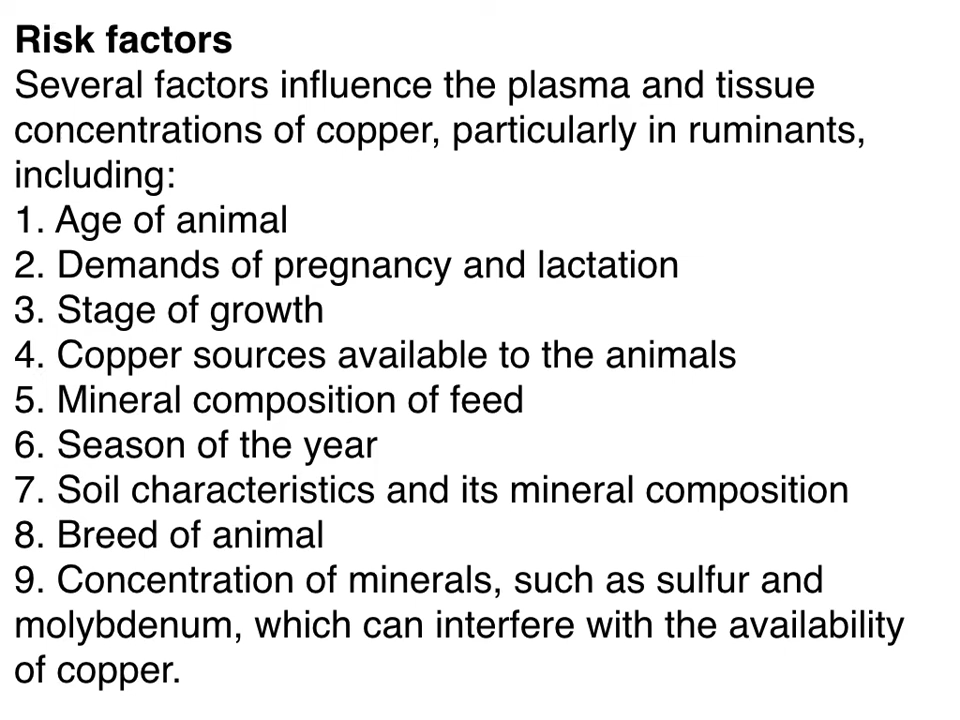 Risk factors
Several factors influence the plasma and tissue
concentrations of copper, particularly in ruminants,
including:
1. Age of animal
2. Demands of pregnancy and lactation
3. Stage of growth
4. Copper sources available to the animals
5. Mineral composition of feed
6. Season of the year
7. Soil characteristics and its mineral composition
8. Breed of animal
9. Concentration of minerals, such as sulfur and
molybdenum, which can interfere with the availability
of copper.